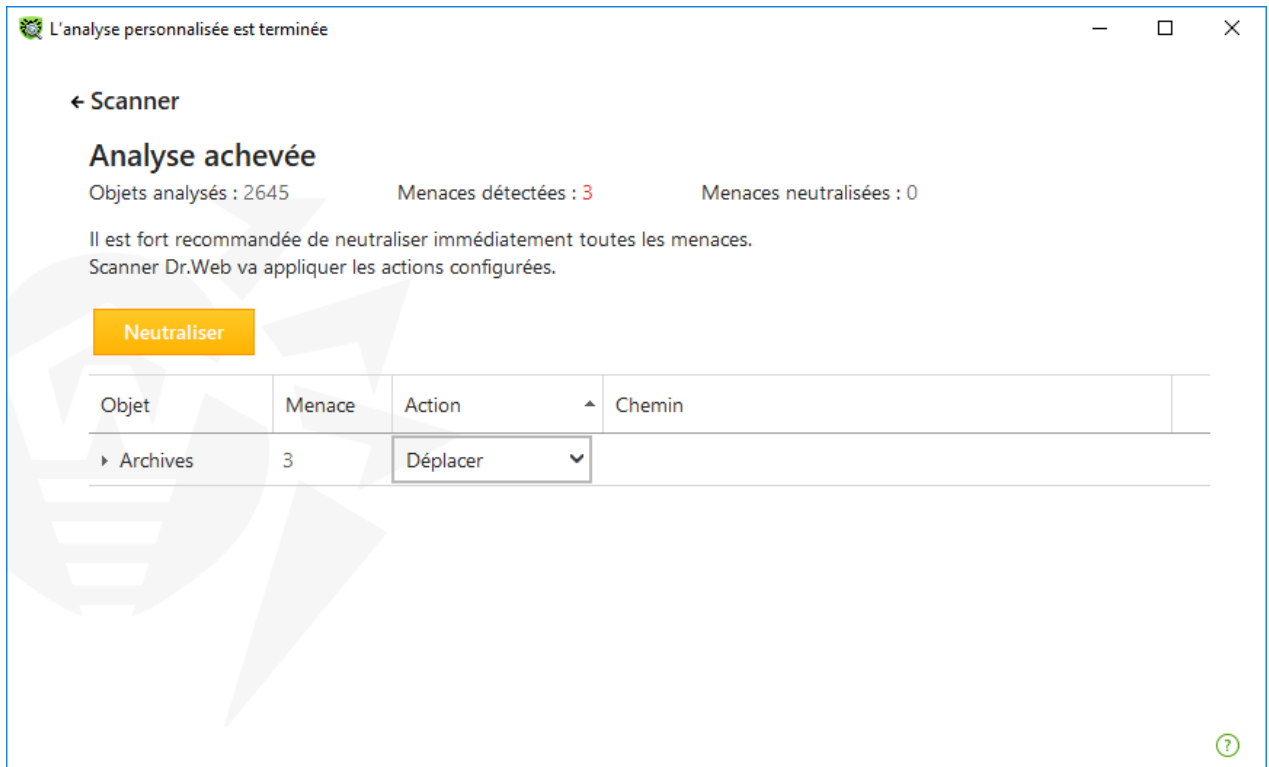 L'analyse personnalisée est terminée
Scanner
Analyse achevée
Objets analysés : 2645 Menaces détectées : 3 Menaces neutralisées : 0
Il est fort recommandée de neutraliser immédiatement toutes les menaces.
Scanner Dr.Web va appliquer les actions configurées.
Neutraliser
Objet Menace Action Chemin
Archives 3 Déplacer
?